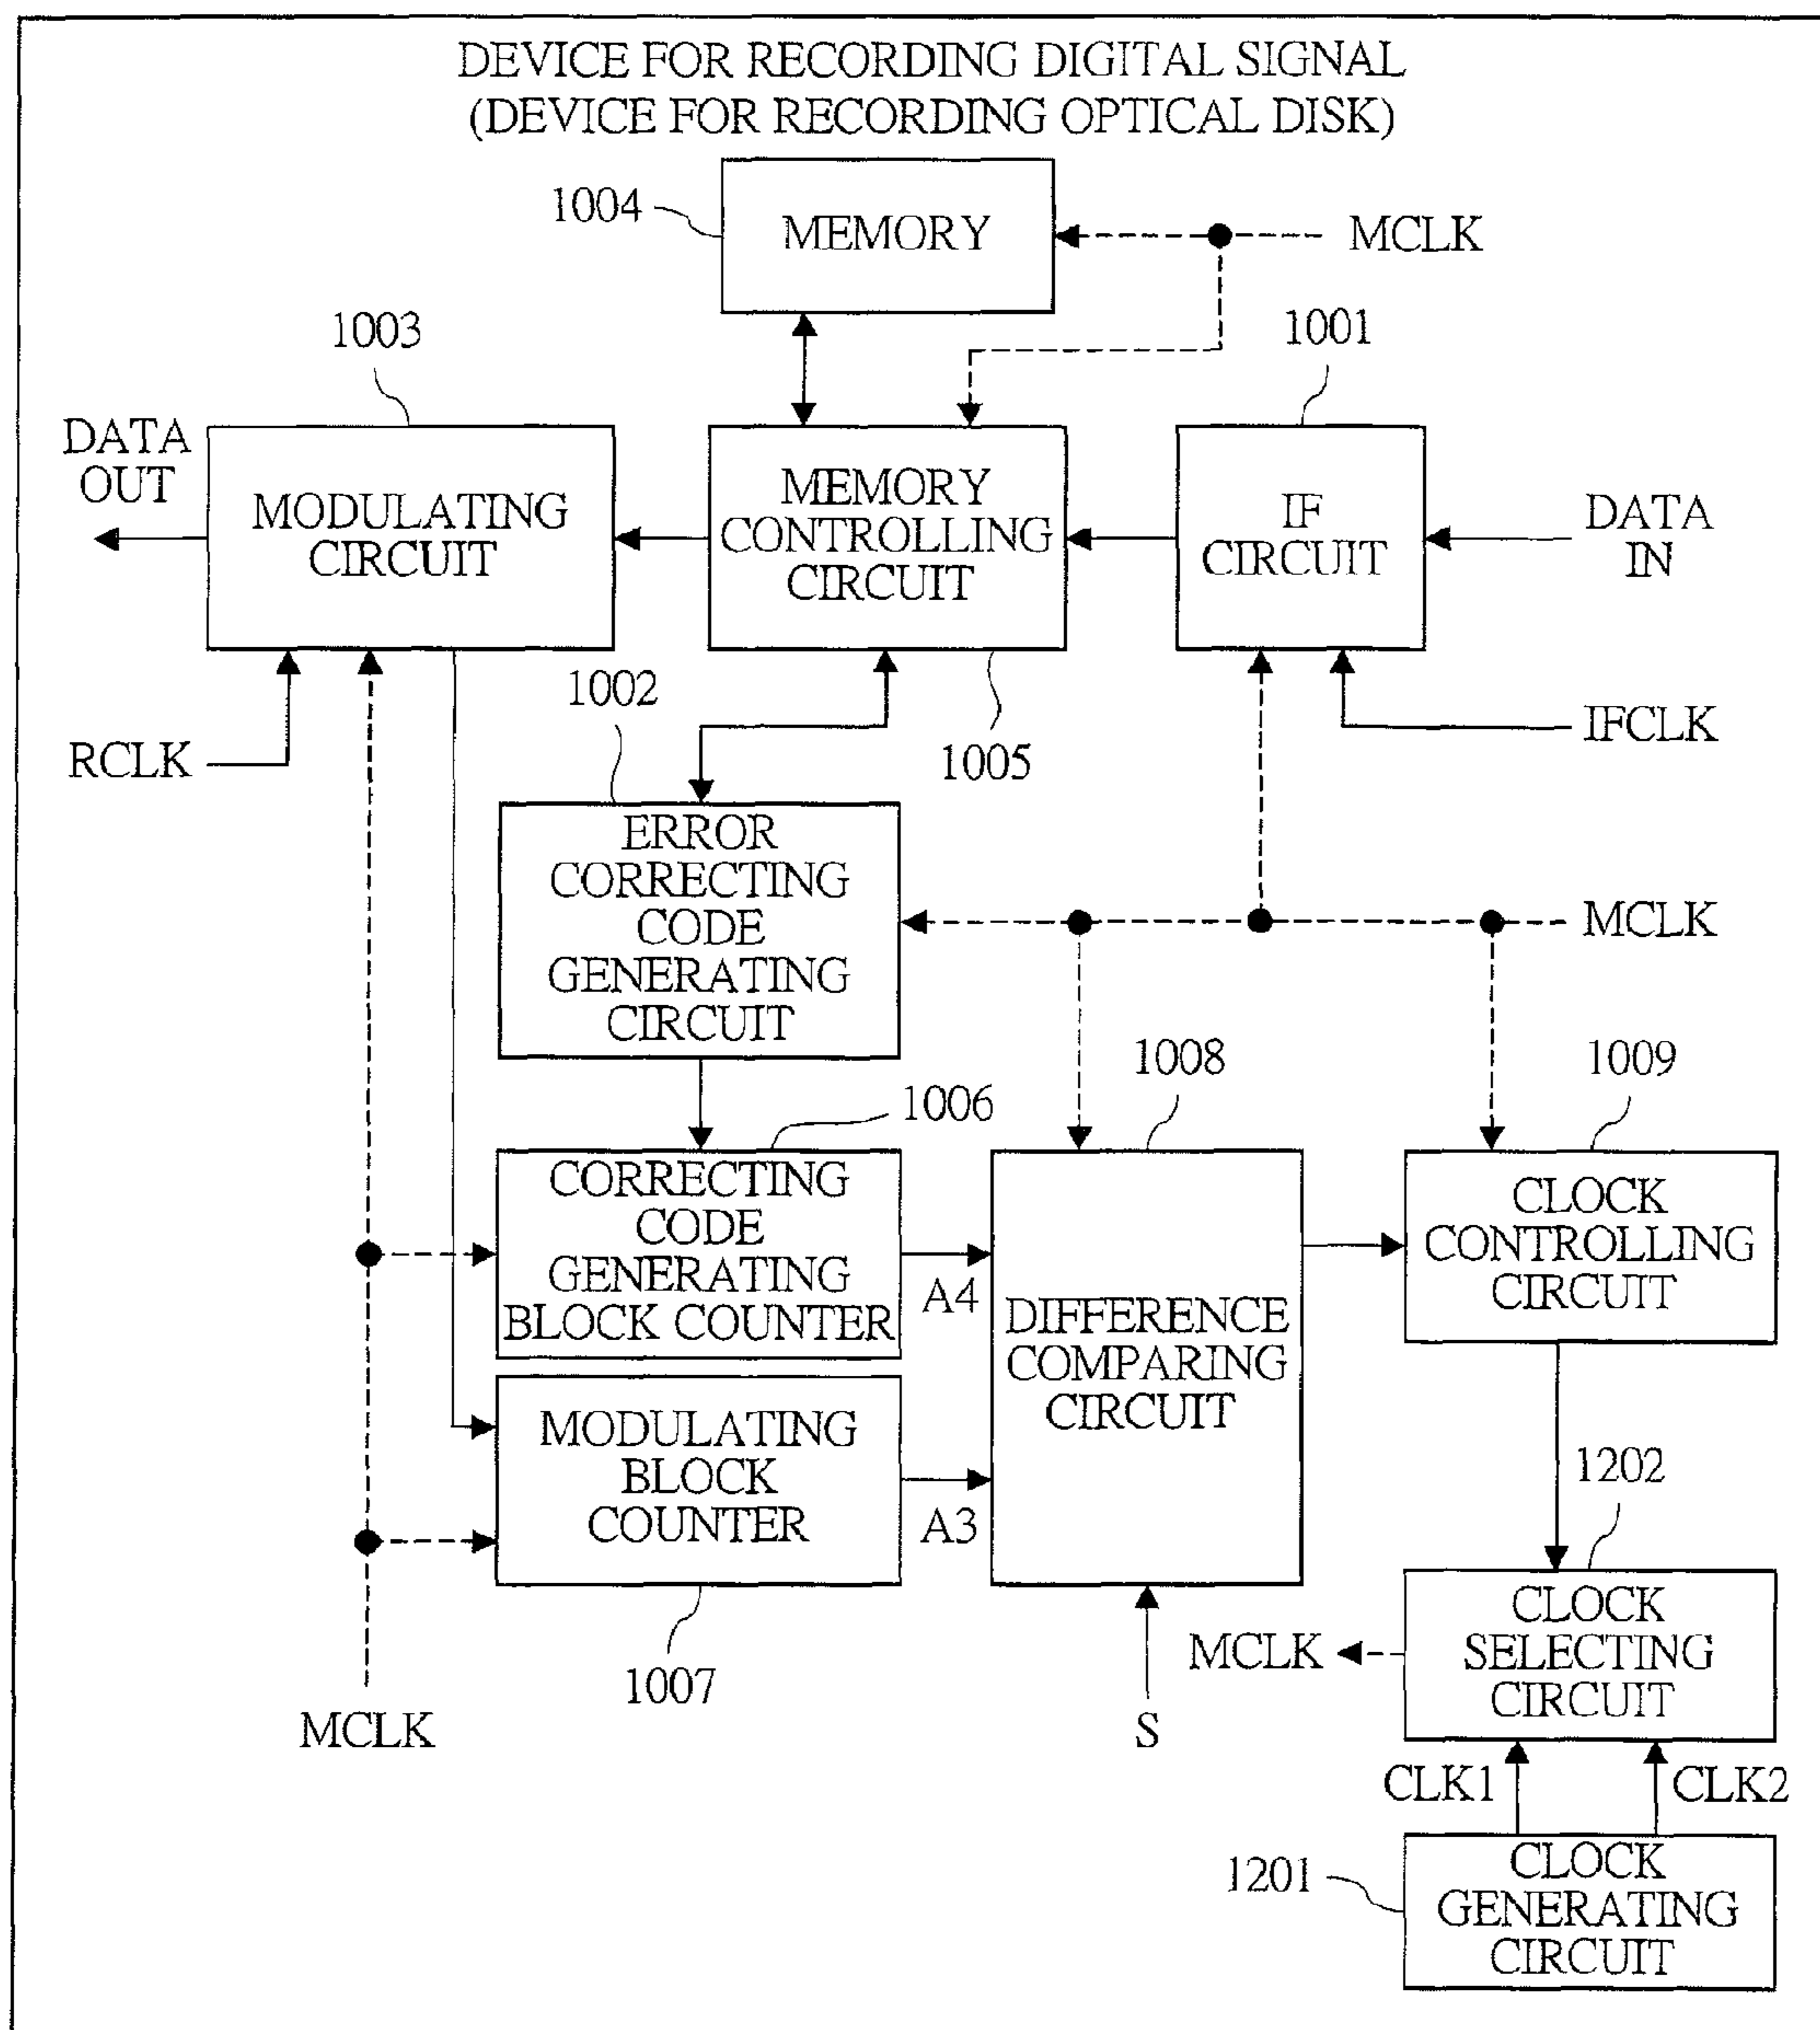 DEVICE FOR RECORDING DIGITAL SIGNAL
(DEVICE FOR RECORDING OPTICAL DISK)
1004
MEMORY
MCLK
1003
1001
DATA
OUT
MODULATING
CIRCUIT
MEMORY
CONTROLLING
CIRCUIT
IF
CIRCUIT
DATA
IN
1002
RCLK
1005
IFCLK
ERROR
CORRECTING
CODE
GENERATING
CIRCUIT
MCLK
1006
1008
1009
CORRECTING
CODE
GENERATING
BLOCK COUNTER
A4
DIFFERENCE
COMPARING
CIRCUIT
CLOCK
CONTROLLING
CIRCUIT
MODULATING
BLOCK
COUNTER
A3
1202
1007
MCLK
S
MCLK
CLOCK
SELECTING
CIRCUIT
CLK1
CLK2
1201
CLOCK
GENERATING
CIRCUIT